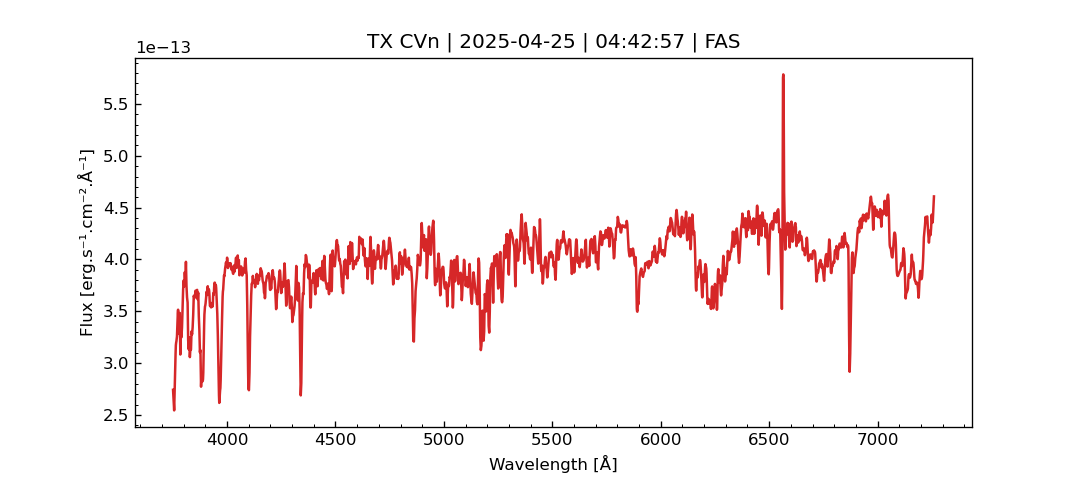 TX CVn | 2025-04-25 | 04:42:57 | FAS
1e−13
5.5
5.0
4.5
4.0
3.5
3.0
2.5
Flux [erg.s⁻¹.cm⁻².Å⁻¹]
4000 4500 5000 5500 6000 6500 7000
Wavelength [Å]